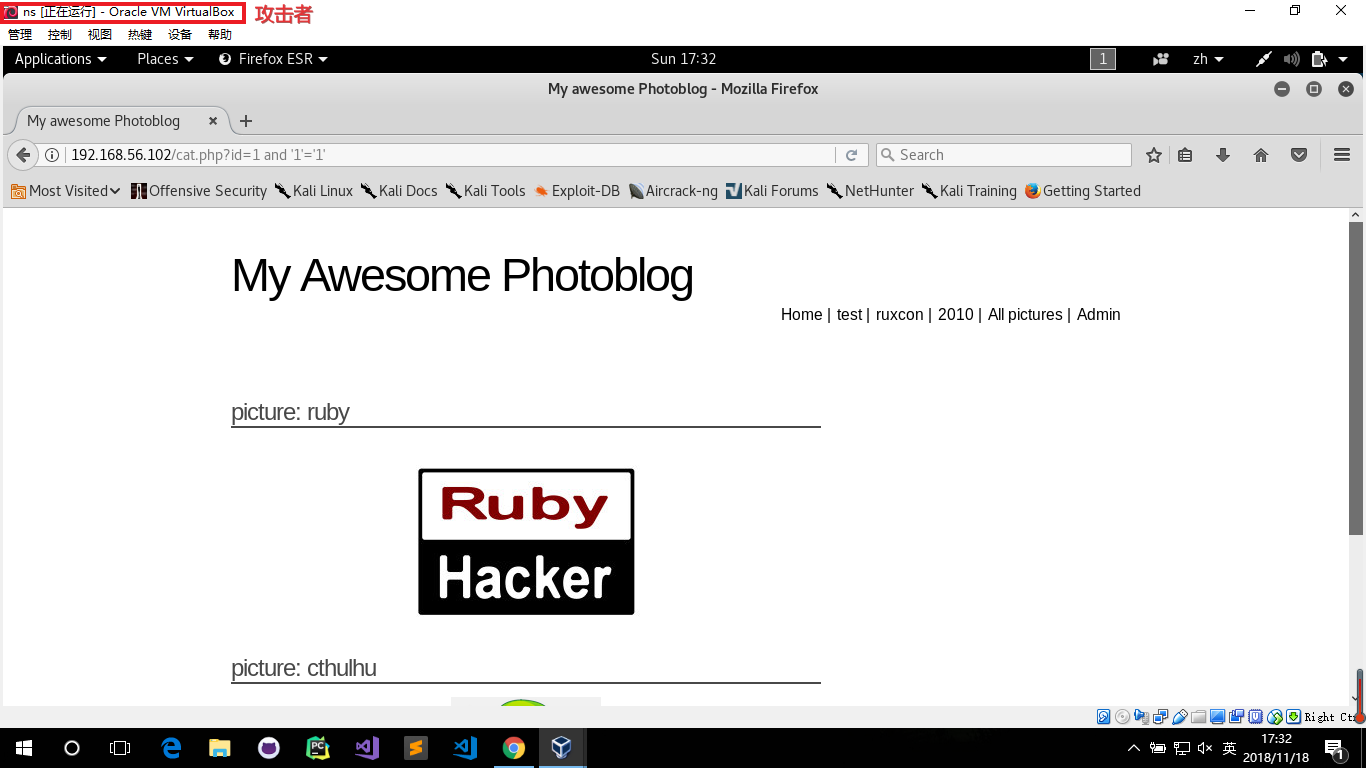 ns [正在运行] - Oracle VM VirtualBox 攻击者
管理 控制 视图 热键 设备 帮助
Applications Places Firefox ESR Sun 17:32 1 zh
My awesome Photoblog - Mozilla Firefox
My awesome Photoblog
192.168.56.102/cat.php?id=1 and '1'='1' Search
Most Visited Offensive Security Kali Linux Kali Docs Kali Tools Exploit-DB Aircrack-ng Kali Forums NetHunter Kali Training Getting Started
My Awesome Photoblog
Home | test | ruxcon | 2010 | All pictures | Admin
picture: ruby
Ruby
Hacker
picture: cthulhu
Right Ctrl
英 17:32
2018/11/18 1